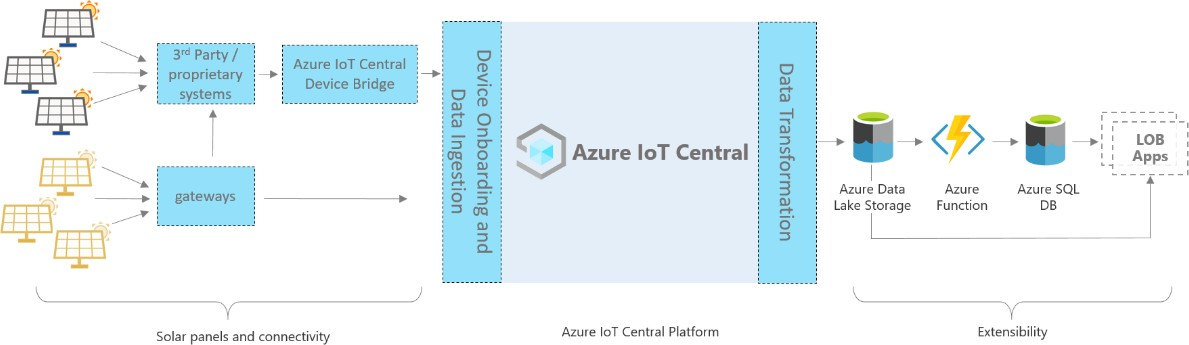 3rd Party /
proprietary
systems
Azure IoT Central
Device Bridge
gateways
Device Onboarding and
Data Ingestion
Azure IoT Central
Data Transformation
Azure Data
Lake Storage
Azure
Function
Azure SQL
DB
LOB
Apps
Solar panels and connectivity
Azure IoT Central Platform
Extensibility